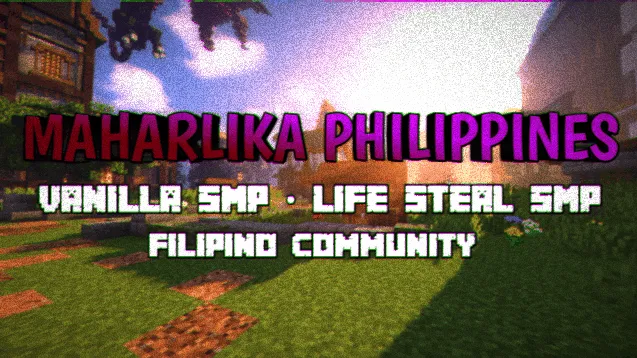 MAHARLIKA PHILIPPINES
VANILLA SMP · LIFE STEAL SMP
FILIPINO COMMUNITY